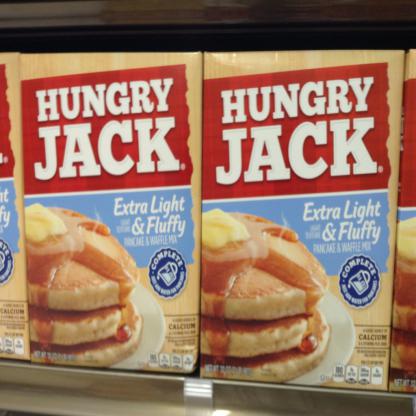 HUNGRY
JACK
Extra Light
& Fluffy
PANCAKE & WAFFLE MIX
COMPLETE
CALCIUM
HUNGRY
JACK
Extra Light
& Fluffy
PANCAKE & WAFFLE MIX
COMPLETE
CALCIUM